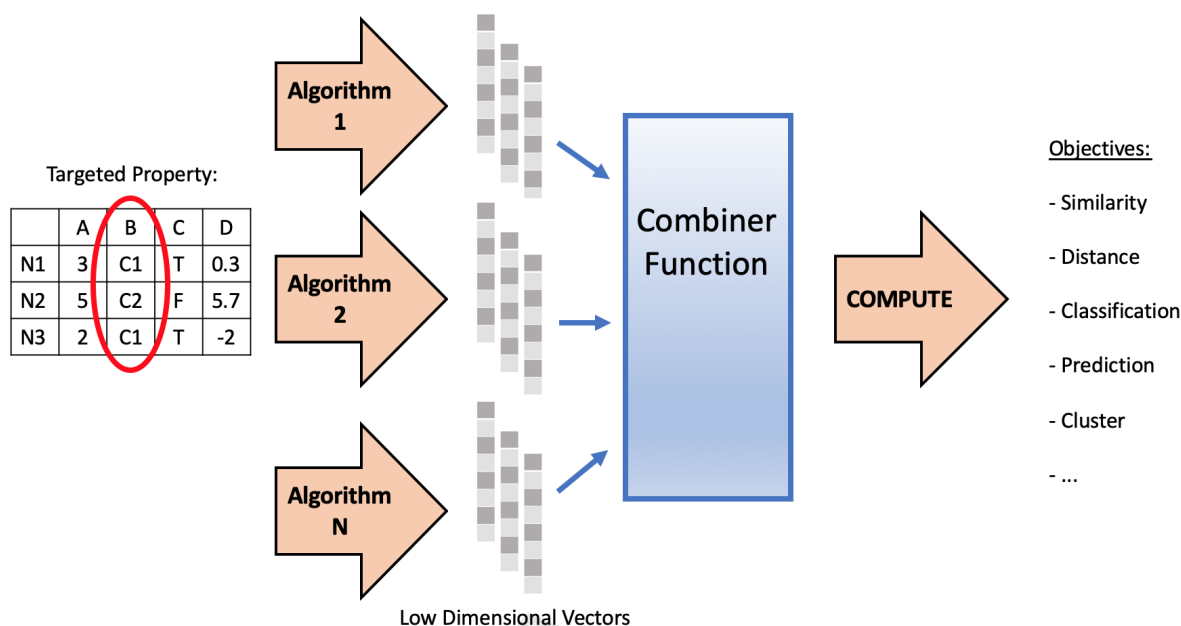 Targeted Property:
A B C D
N1 3 C1 T 0.3
N2 5 C2 F 5.7
N3 2 C1 T -2
Algorithm
1
Algorithm
2
Algorithm
N
Low Dimensional Vectors
Combiner
Function
COMPUTE
Objectives:
- Similarity
- Distance
- Classification
- Prediction
- Cluster
- ...